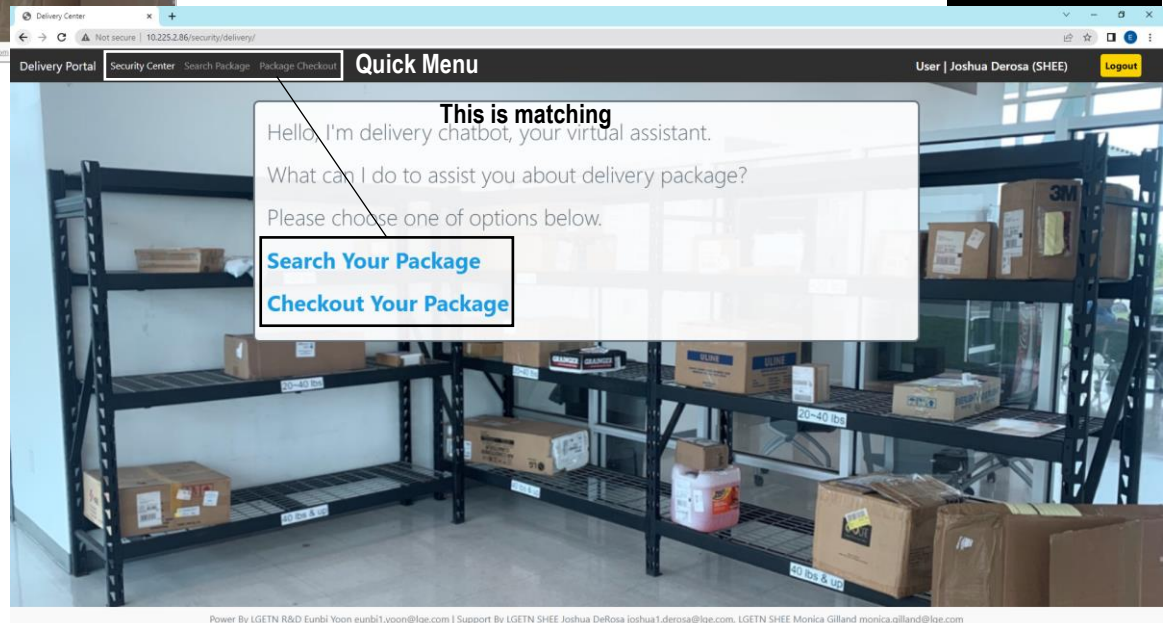 Delivery Center
Not secure | 10.225.2.86/security/delivery/
Delivery Portal Security Center Search Package Package Checkout Quick Menu User | Joshua Derosa (SHEE) Logout
This is matching
Hello, I'm delivery chatbot, your virtual assistant.
What can I do to assist you about delivery package?
Please choose one of options below.
Search Your Package
Checkout Your Package
3M
GRAINGER GRAINGER
ULINE ULINE
20~40 lbs
20~40 lbs
40 lbs & up
40 lbs & up
Power By LGETN R&D Eunbi Yoon eunbi1.yoon@lge.com | Support By LGETN SHEE Joshua DeRosa joshua1.derosa@lge.com, LGETN SHEE Monica Gilland monica.gilland@lge.com